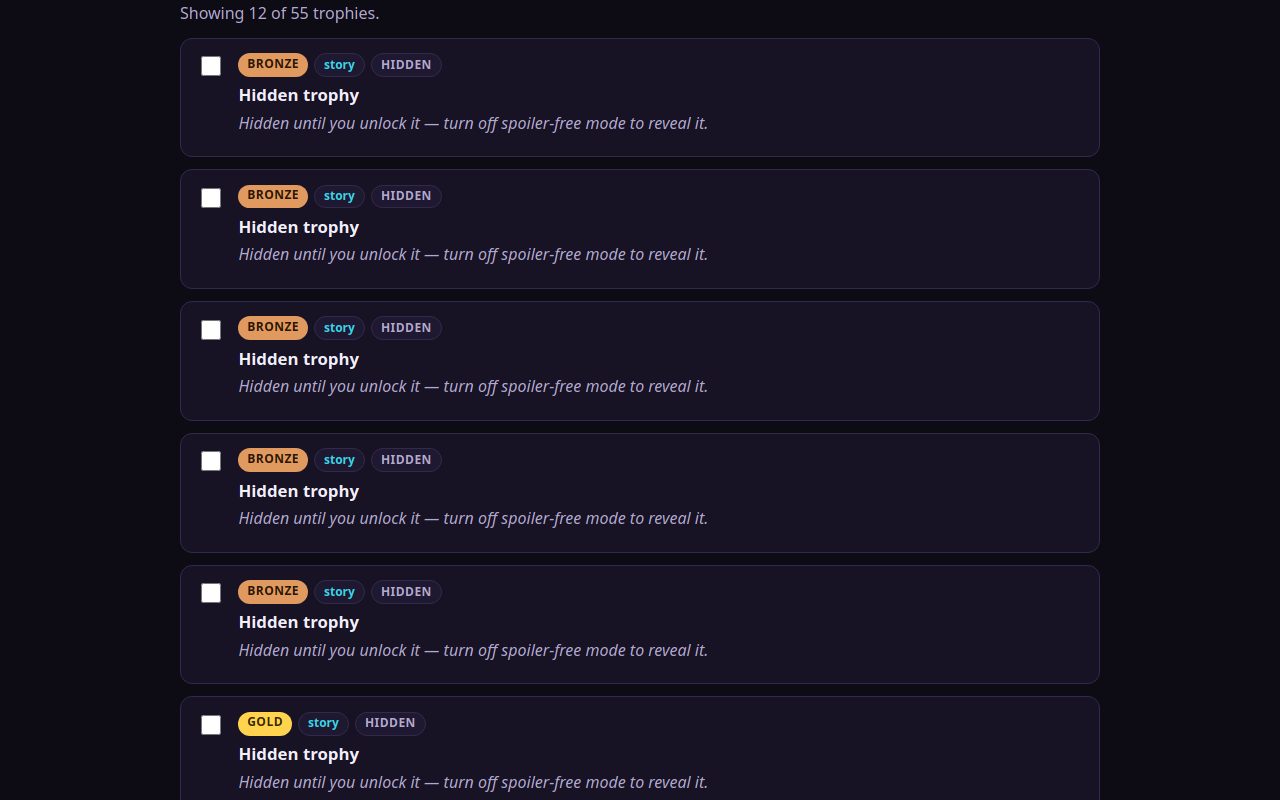 Showing 12 of 55 trophies.
BRONZE story HIDDEN
Hidden trophy
Hidden until you unlock it — turn off spoiler-free mode to reveal it.
BRONZE story HIDDEN
Hidden trophy
Hidden until you unlock it — turn off spoiler-free mode to reveal it.
BRONZE story HIDDEN
Hidden trophy
Hidden until you unlock it — turn off spoiler-free mode to reveal it.
BRONZE story HIDDEN
Hidden trophy
Hidden until you unlock it — turn off spoiler-free mode to reveal it.
BRONZE story HIDDEN
Hidden trophy
Hidden until you unlock it — turn off spoiler-free mode to reveal it.
GOLD story HIDDEN
Hidden trophy
Hidden until you unlock it — turn off spoiler-free mode to reveal it.